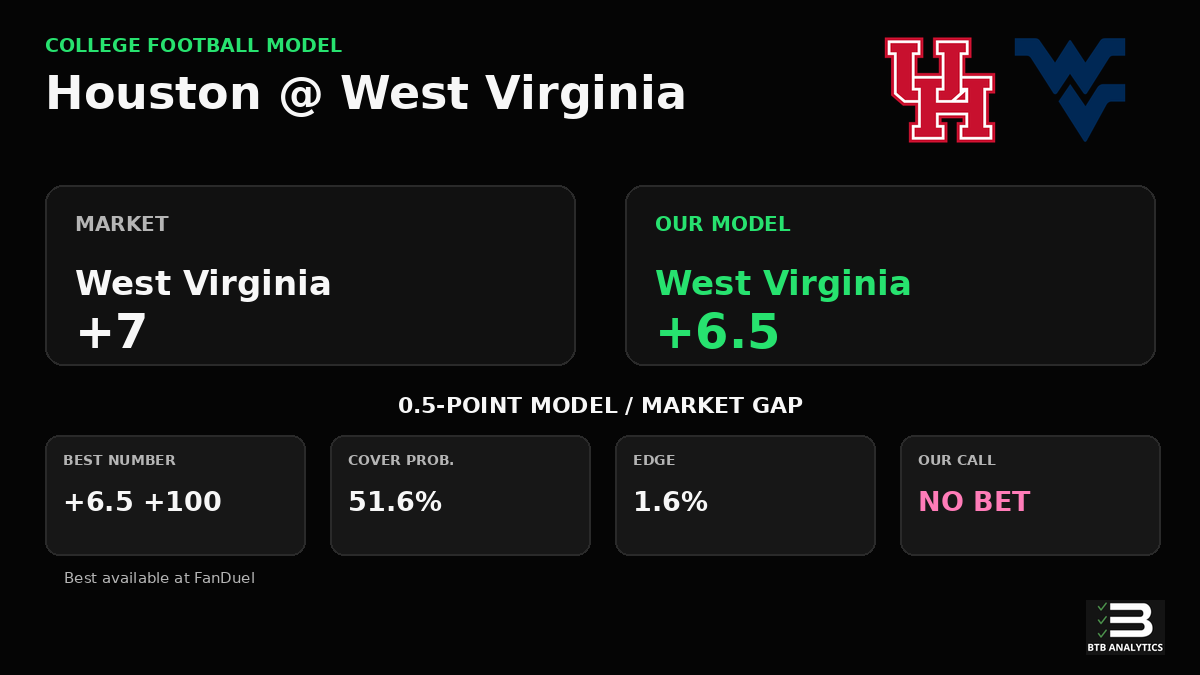 COLLEGE FOOTBALL MODEL
Houston @ West Virginia
UH
WV
MARKET
West Virginia
+7
OUR MODEL
West Virginia
+6.5
0.5-POINT MODEL / MARKET GAP
BEST NUMBER
+6.5 +100
COVER PROB.
51.6%
EDGE
1.6%
OUR CALL
NO BET
Best available at FanDuel
B
BTB ANALYTICS